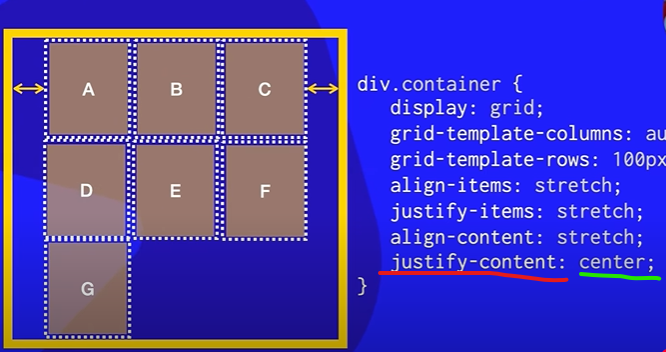 A B C
D E F
G
div.container {
display: grid;
grid-template-columns: au
grid-template-rows: 100px
align-items: stretch;
justify-items: stretch;
align-content: stretch;
justify-content: center;
}